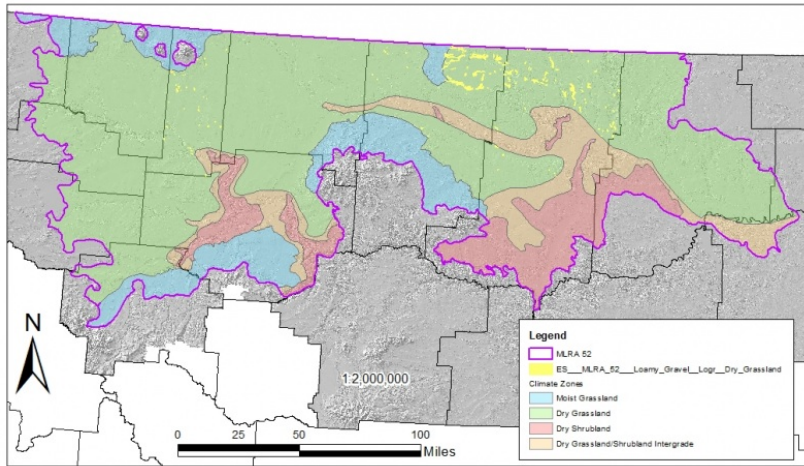 N
1:2,000,000
0 25 50 100
Miles
Legend
MLRA 52
ES___MLRA_52___Loamy_Gravel__Logr__Dry_Grassland
Climate Zones
Moist Grassland
Dry Grassland
Dry Shrubland
Dry Grassland/Shrubland Intergrade